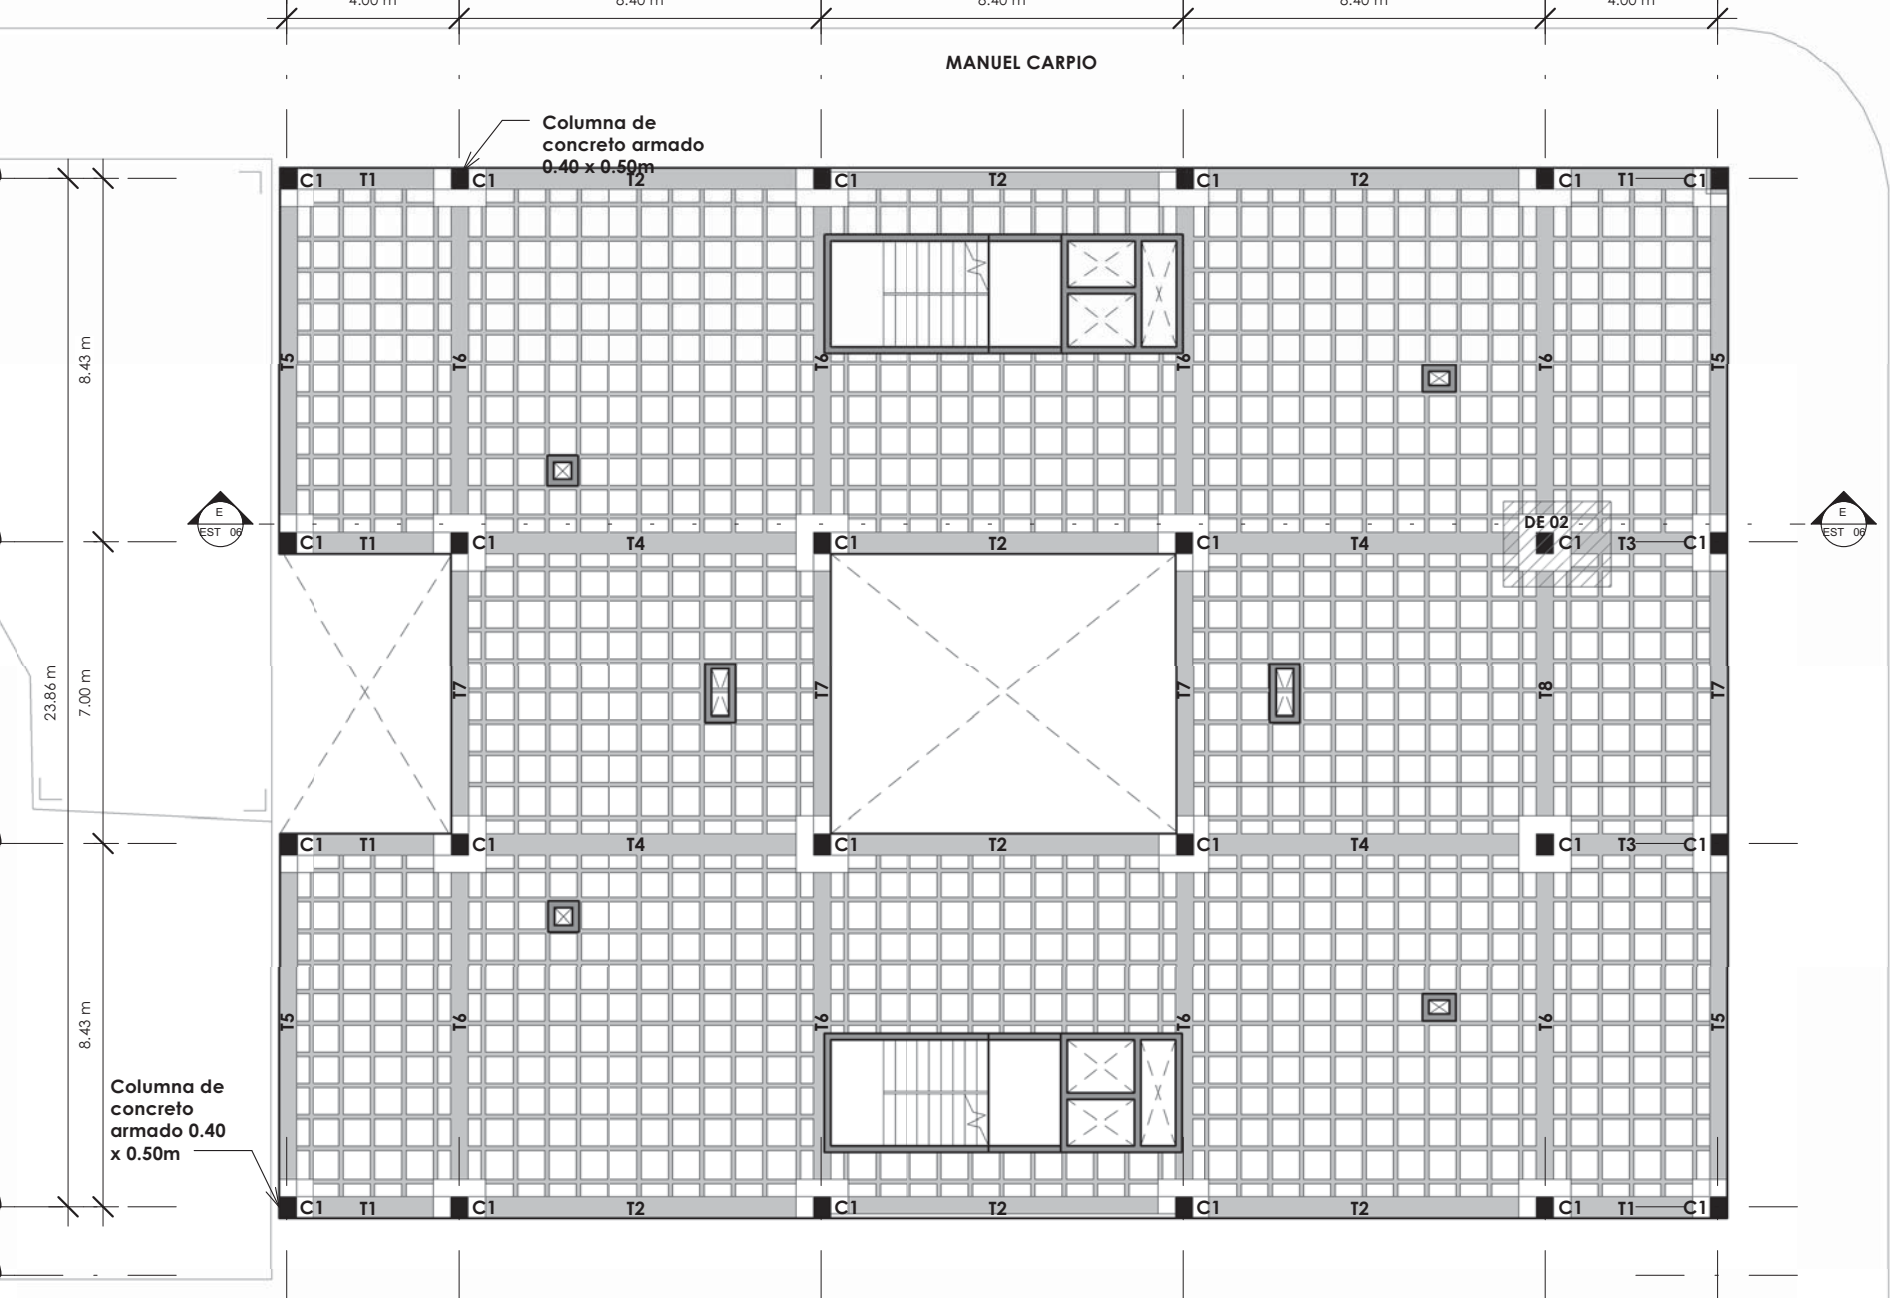 4.00 m 8.40 m 8.40 m 8.40 m 4.00 m
MANUEL CARPIO
Columna de
concreto armado
0.40 x 0.50m
C1 T1 C1 T2 C1 T2 C1 T2 C1 T1 C1
8.43 m
T5 T6 T6 T6 T6 T5
E
EST 06
DE 02
E
EST 06
C1 T1 C1 T4 C1 T2 C1 T4 C1 T3 C1
23.86 m
7.00 m
T7 T7 T7 T8 T7
C1 T1 C1 T4 C1 T2 C1 T4 C1 T3 C1
8.43 m
T5 T6 T6 T6 T6 T5
Columna de
concreto
armado 0.40
x 0.50m
C1 T1 C1 T2 C1 T2 C1 T2 C1 T1 C1